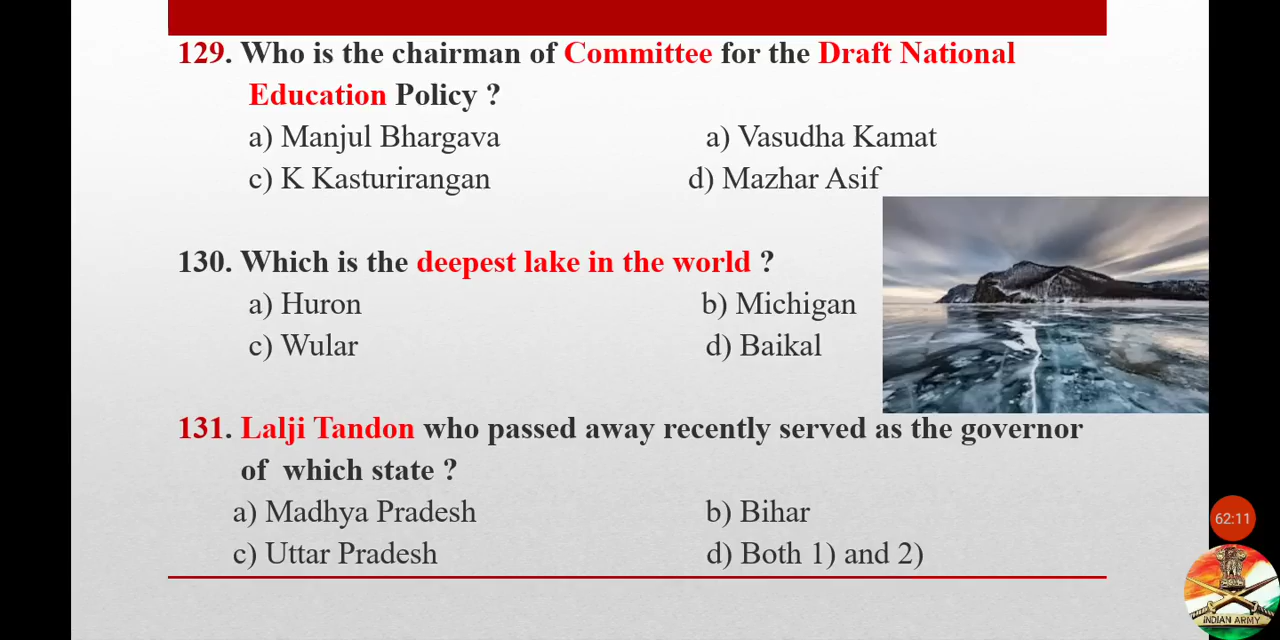 129. Who is the chairman of Committee for the Draft National
Education Policy ?
a) Manjul Bhargava a) Vasudha Kamat
c) K Kasturirangan d) Mazhar Asif
130. Which is the deepest lake in the world ?
a) Huron b) Michigan
c) Wular d) Baikal
131. Lalji Tandon who passed away recently served as the governor
of which state ?
a) Madhya Pradesh b) Bihar
c) Uttar Pradesh d) Both 1) and 2)
62:11
INDIAN ARMY